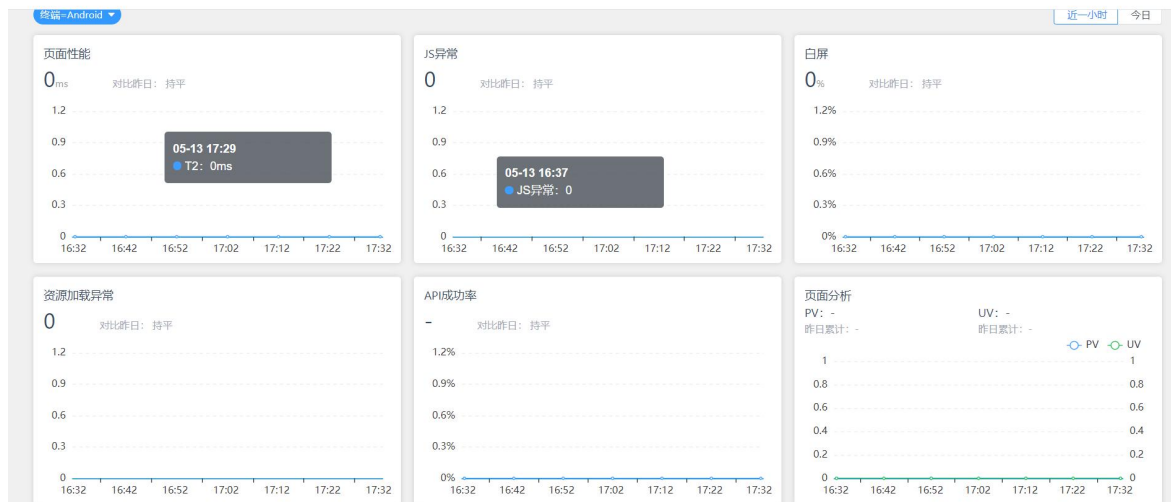 终端=Android
近一小时 今日
页面性能
0ms 对比昨日： 持平
1.2
0.9
0.6
0.3
0
05-13 17:29
T2：0ms
16:32 16:42 16:52 17:02 17:12 17:22 17:32
JS异常
0 对比昨日： 持平
1.2
0.9
0.6
0.3
0
05-13 16:37
JS异常：0
16:32 16:42 16:52 17:02 17:12 17:22 17:32
白屏
0% 对比昨日： 持平
1.2%
0.9%
0.6%
0.3%
0%
16:32 16:42 16:52 17:02 17:12 17:22 17:32
资源加载异常
0 对比昨日： 持平
1.2
0.9
0.6
0.3
0
16:32 16:42 16:52 17:02 17:12 17:22 17:32
API成功率
- 对比昨日： 持平
1.2%
0.9%
0.6%
0.3%
0%
16:32 16:42 16:52 17:02 17:12 17:22 17:32
页面分析
PV：- UV：-
昨日累计：- 昨日累计：-
PV UV
1 1
0.8 0.8
0.6 0.6
0.4 0.4
0.2 0.2
0 0
16:32 16:42 16:52 17:02 17:12 17:22 17:32